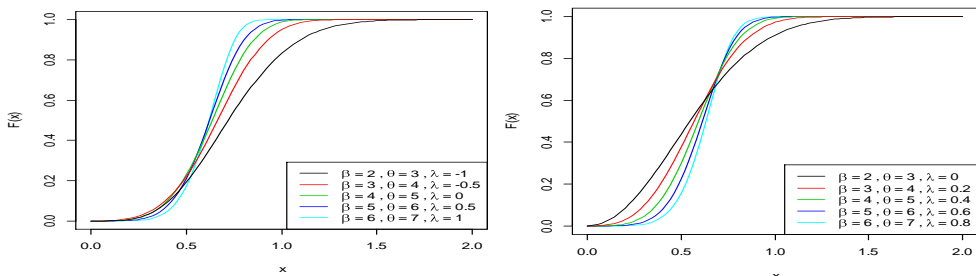 F(x)
1.0
0.8
0.6
0.4
0.2
0.0
0.0
0.5
1.0
1.5
2.0
x
β = 2 , θ = 3 , λ = -1
β = 3 , θ = 4 , λ = -0.5
β = 4 , θ = 5 , λ = 0
β = 5 , θ = 6 , λ = 0.5
β = 6 , θ = 7 , λ = 1
F(x)
1.0
0.8
0.6
0.4
0.2
0.0
0.0
0.5
1.0
1.5
2.0
x
β = 2 , θ = 3 , λ = 0
β = 3 , θ = 4 , λ = 0.2
β = 4 , θ = 5 , λ = 0.4
β = 5 , θ = 6 , λ = 0.6
β = 6 , θ = 7 , λ = 0.8